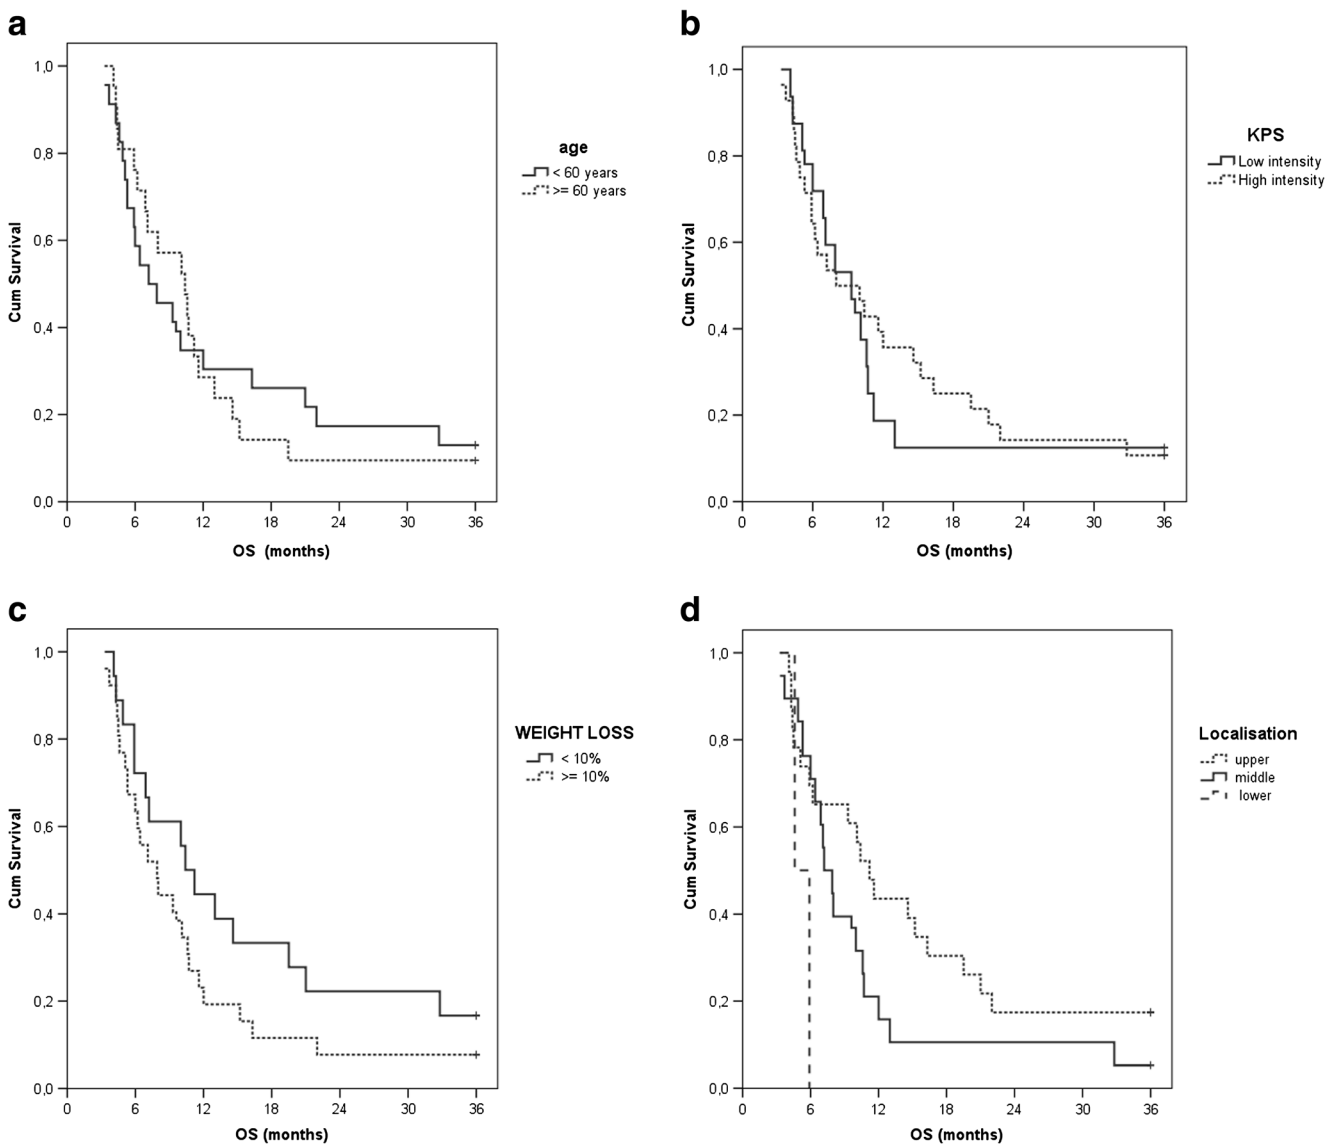 a
1,0
0,8
0,6
0,4
0,2
0,0
Cum Survival
0 6 12 18 24 30 36
OS (months)
age
< 60 years
>= 60 years
b
1,0
0,8
0,6
0,4
0,2
0,0
Cum Survival
0 6 12 18 24 30 36
OS (months)
KPS
Low intensity
High intensity
c
1,0
0,8
0,6
0,4
0,2
0,0
Cum Survival
0 6 12 18 24 30 36
OS (months)
WEIGHT LOSS
< 10%
>= 10%
d
1,0
0,8
0,6
0,4
0,2
0,0
Cum Survival
0 6 12 18 24 30 36
OS (months)
Localisation
upper
middle
lower